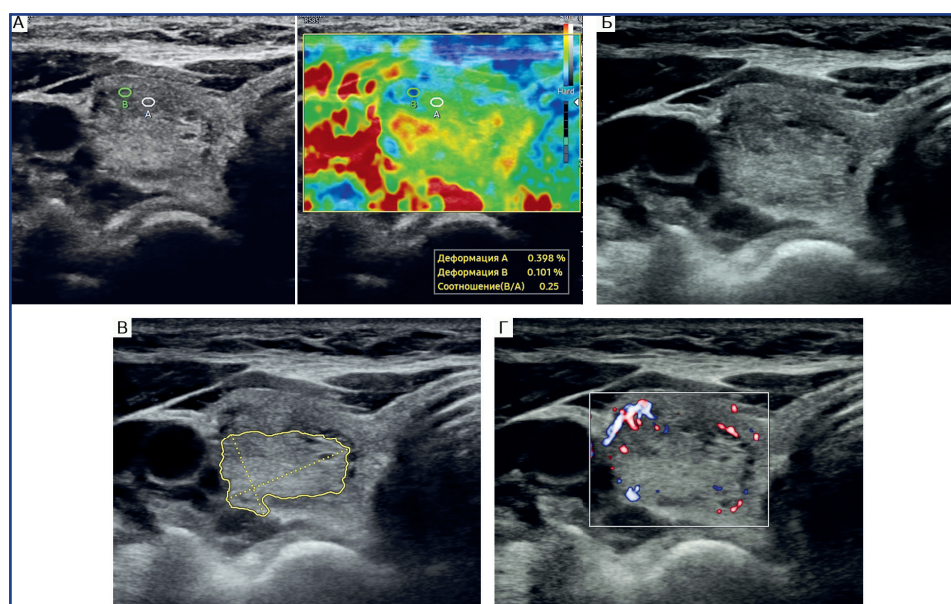 А
Б
B
A
B
A
Hard
Деформация А 0.398 %
Деформация В 0.101 %
Соотношение(B/A) 0.25
В
Г